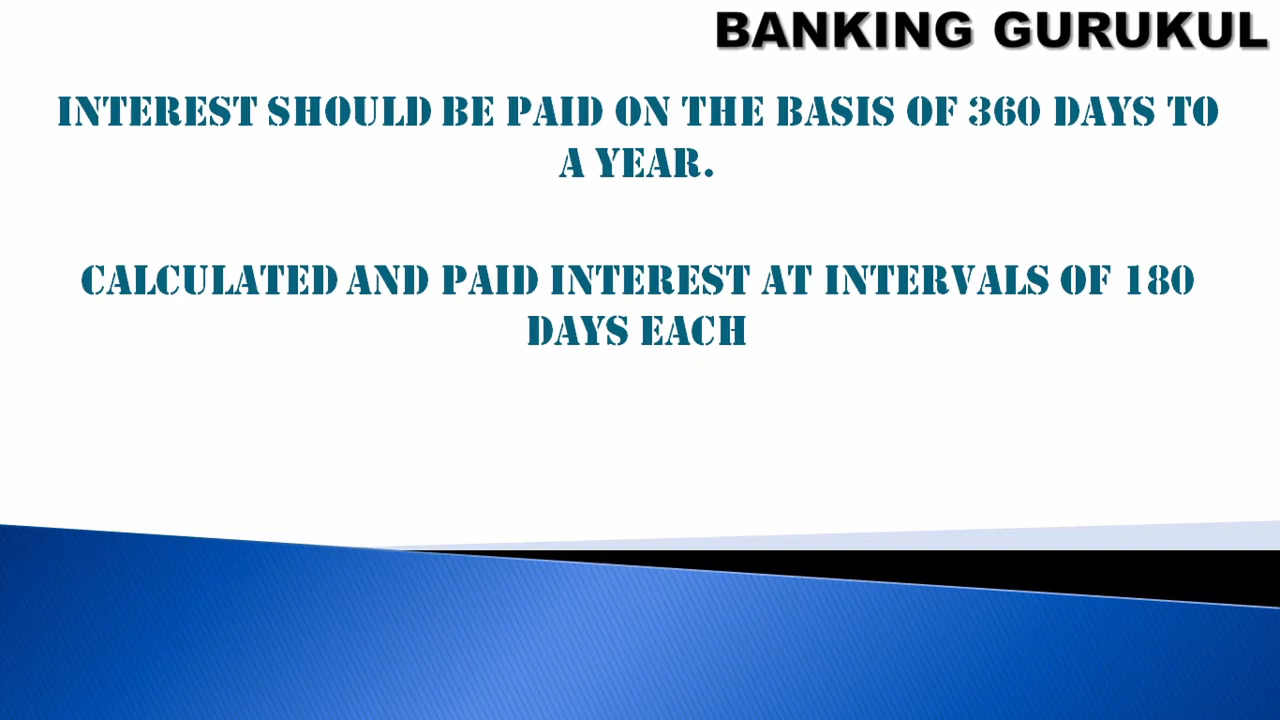 BANKING GURUKUL
INTEREST SHOULD BE PAID ON THE BASIS OF 360 DAYS TO
A YEAR.
CALCULATED AND PAID INTEREST AT INTERVALS OF 180
DAYS EACH